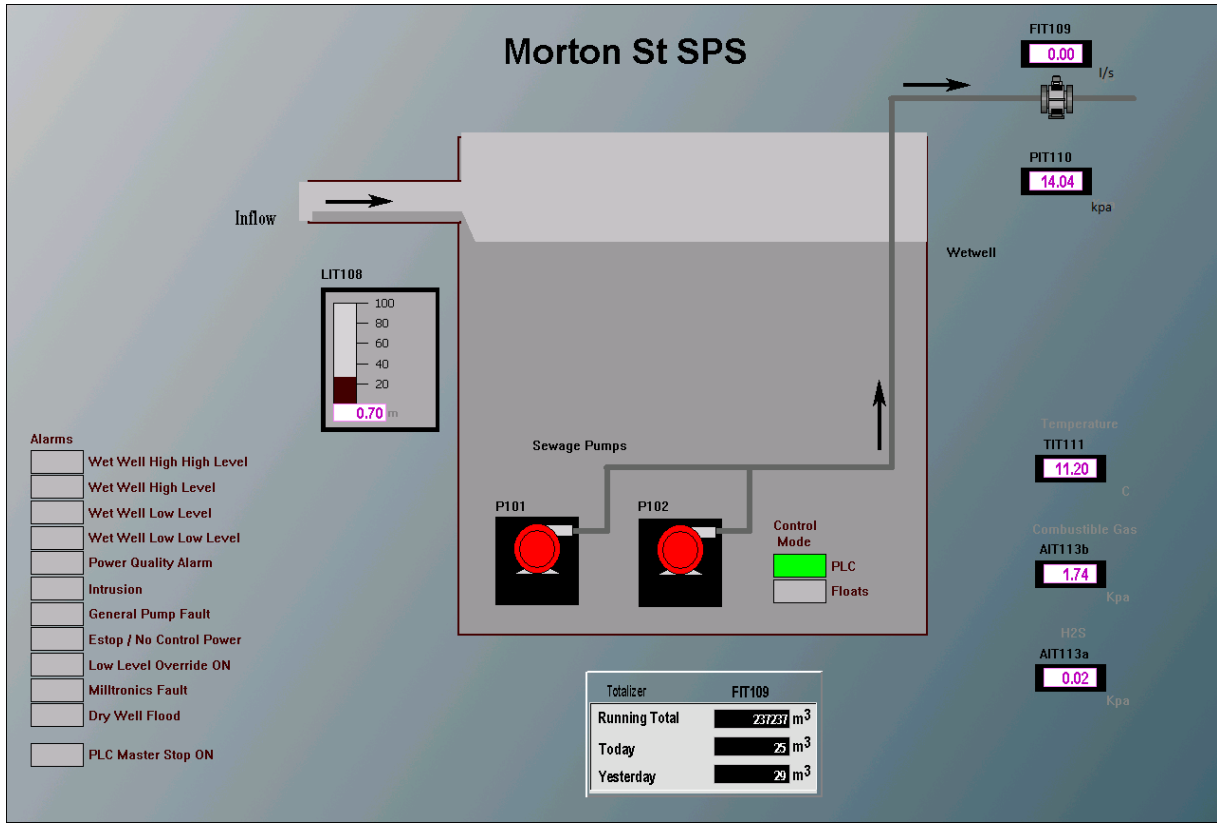 Morton St SPS
FIT109
0.00
l/s
PIT110
14.04
kpa
Inflow
Wetwell
LIT108
100
80
60
40
20
0.70 m
Alarms
Wet Well High High Level
Wet Well High Level
Wet Well Low Level
Wet Well Low Low Level
Power Quality Alarm
Intrusion
General Pump Fault
Estop / No Control Power
Low Level Override ON
Milltronics Fault
Dry Well Flood
PLC Master Stop ON
Sewage Pumps
P101
P102
Control
Mode
PLC
Floats
Temperature
TIT111
11.20
C
Combustible Gas
AIT113b
1.74
Kpa
H2S
AIT113a
0.02
Kpa
Totalizer FIT109
Running Total 237237 m3
Today 25 m3
Yesterday 29 m3